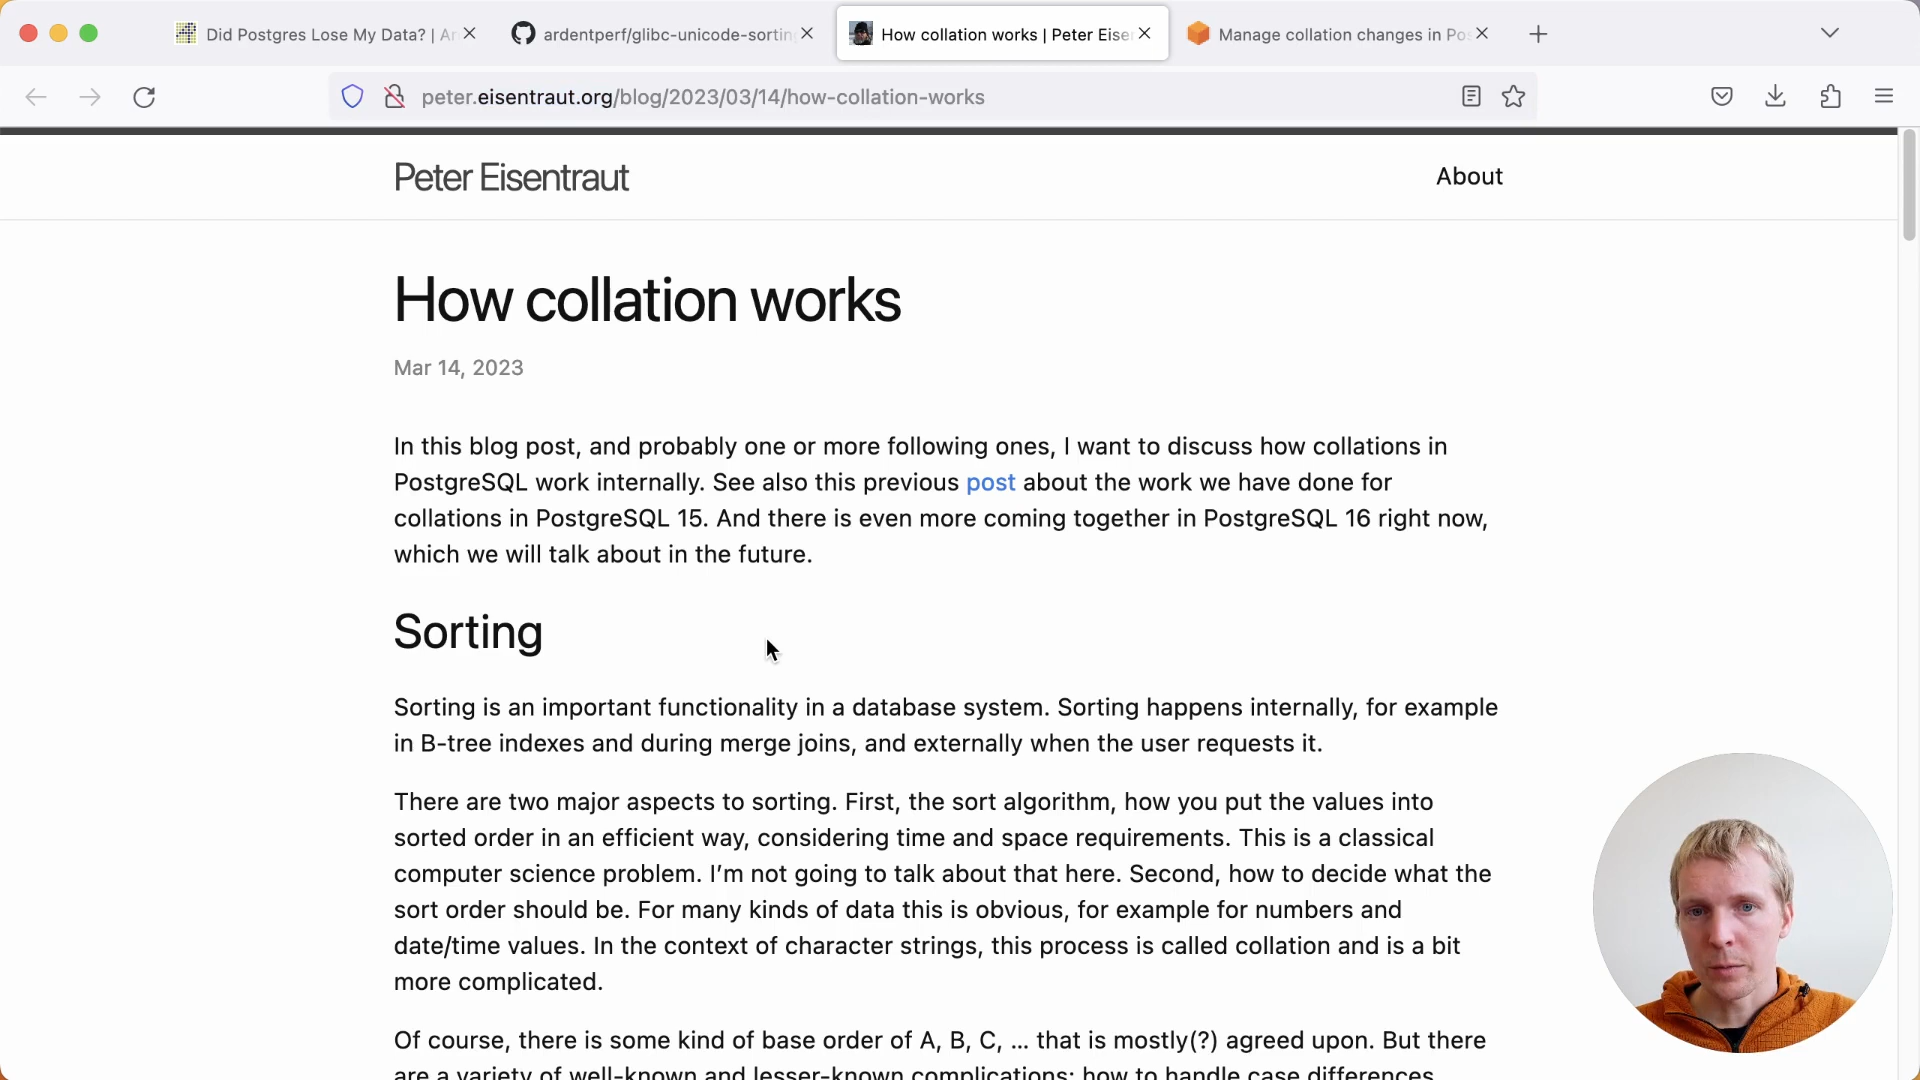 Did Postgres Lose My Data? | Ar
ardentperf/glibc-unicode-sortin
How collation works | Peter Eise
Manage collation changes in Po
peter.eisentraut.org/blog/2023/03/14/how-collation-works
Peter Eisentraut
About
How collation works
Mar 14, 2023
In this blog post, and probably one or more following ones, I want to discuss how collations in
PostgreSQL work internally. See also this previous post about the work we have done for
collations in PostgreSQL 15. And there is even more coming together in PostgreSQL 16 right now,
which we will talk about in the future.
Sorting
Sorting is an important functionality in a database system. Sorting happens internally, for example
in B-tree indexes and during merge joins, and externally when the user requests it.
There are two major aspects to sorting. First, the sort algorithm, how you put the values into
sorted order in an efficient way, considering time and space requirements. This is a classical
computer science problem. I’m not going to talk about that here. Second, how to decide what the
sort order should be. For many kinds of data this is obvious, for example for numbers and
date/time values. In the context of character strings, this process is called collation and is a bit
more complicated.
Of course, there is some kind of base order of A, B, C, … that is mostly(?) agreed upon. But there
are a variety of well-known and lesser-known complications: how to handle case differences,